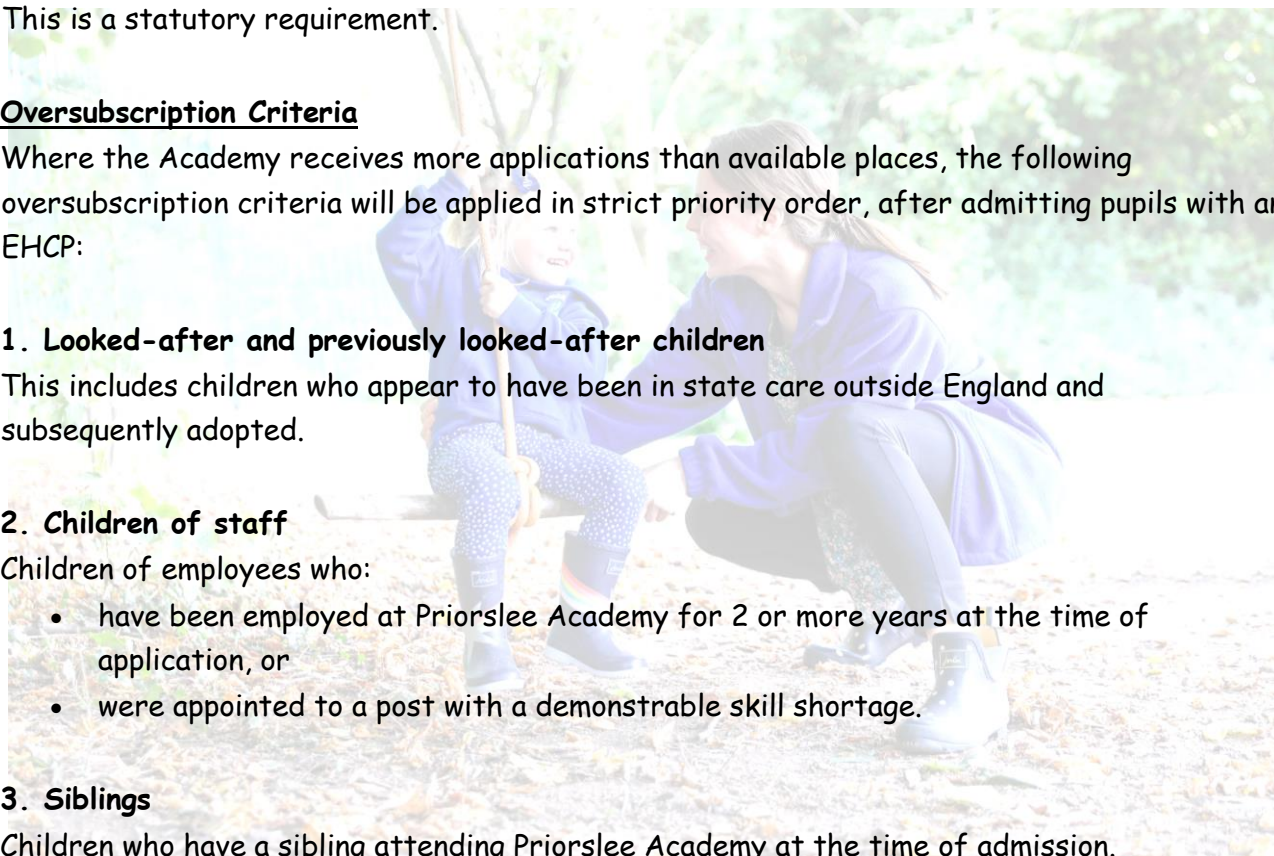 This is a statutory requirement.
Oversubscription Criteria
Where the Academy receives more applications than available places, the following
oversubscription criteria will be applied in strict priority order, after admitting pupils with an
EHCP:
1. Looked-after and previously looked-after children
This includes children who appear to have been in state care outside England and
subsequently adopted.
2. Children of staff
Children of employees who:
• have been employed at Priorslee Academy for 2 or more years at the time of
application, or
• were appointed to a post with a demonstrable skill shortage.
3. Siblings
Children who have a sibling attending Priorslee Academy at the time of admission.